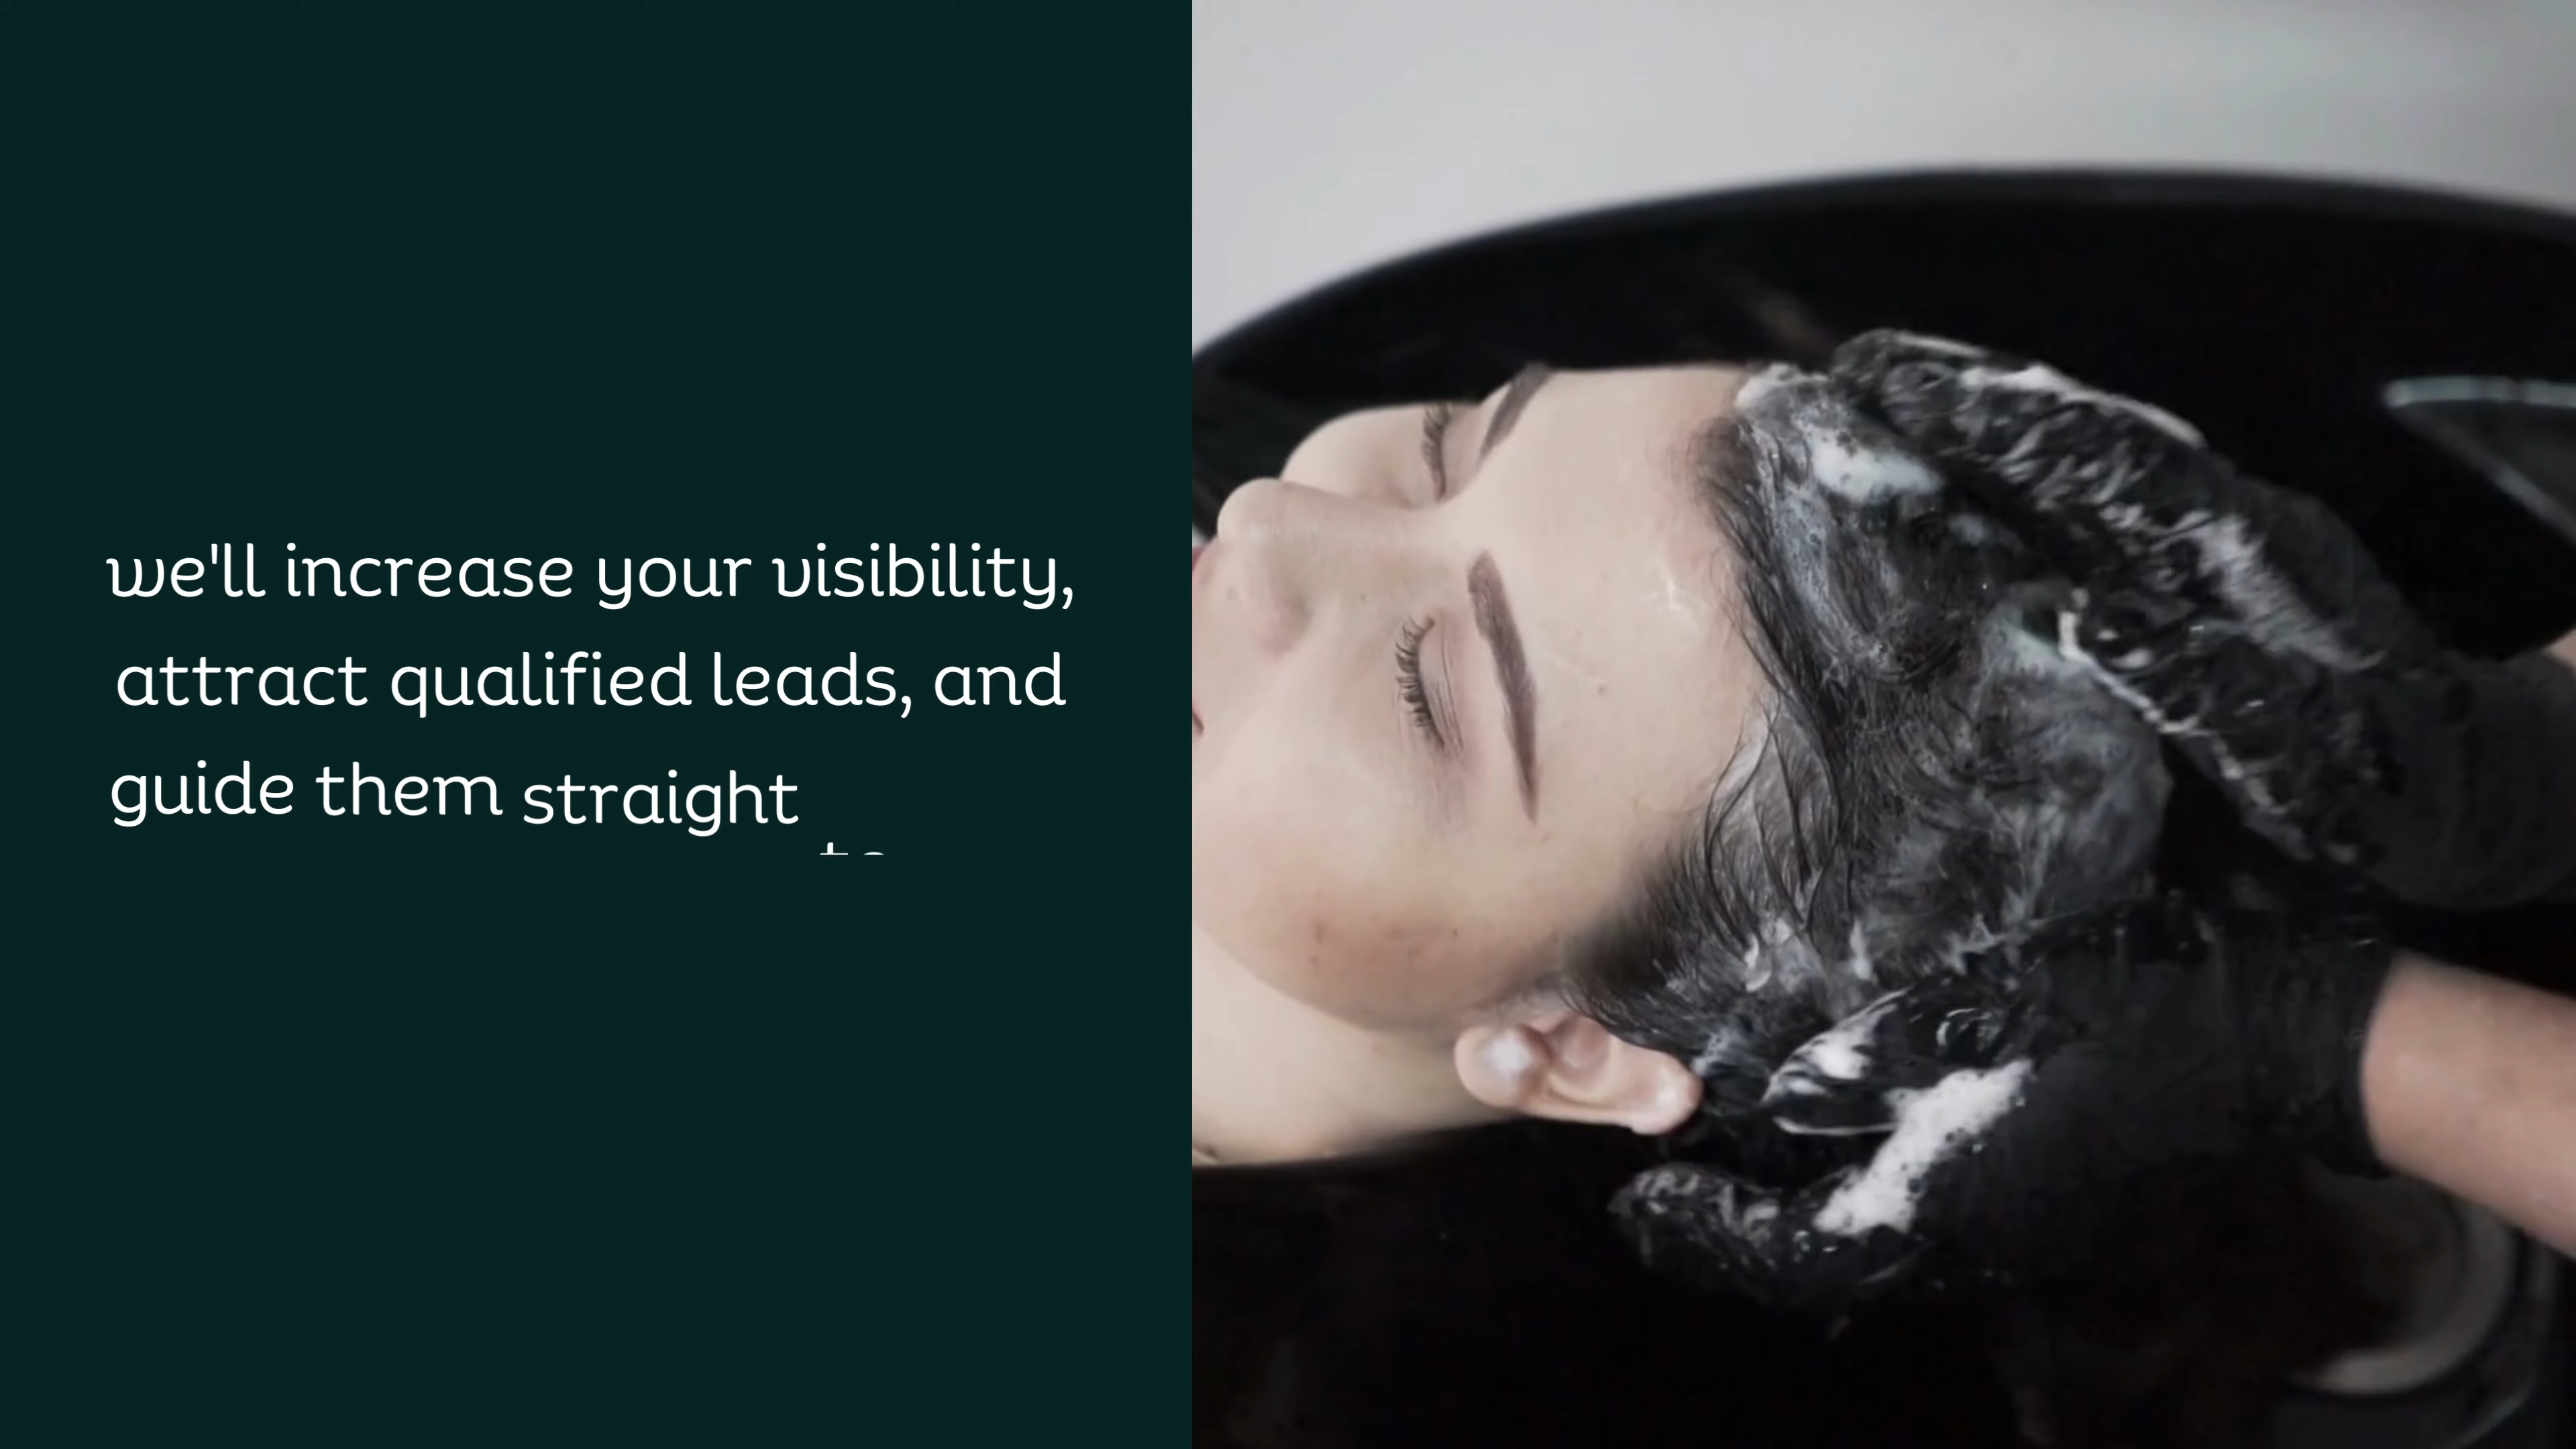 we'll increase your visibility,
attract qualified leads, and
guide them straight